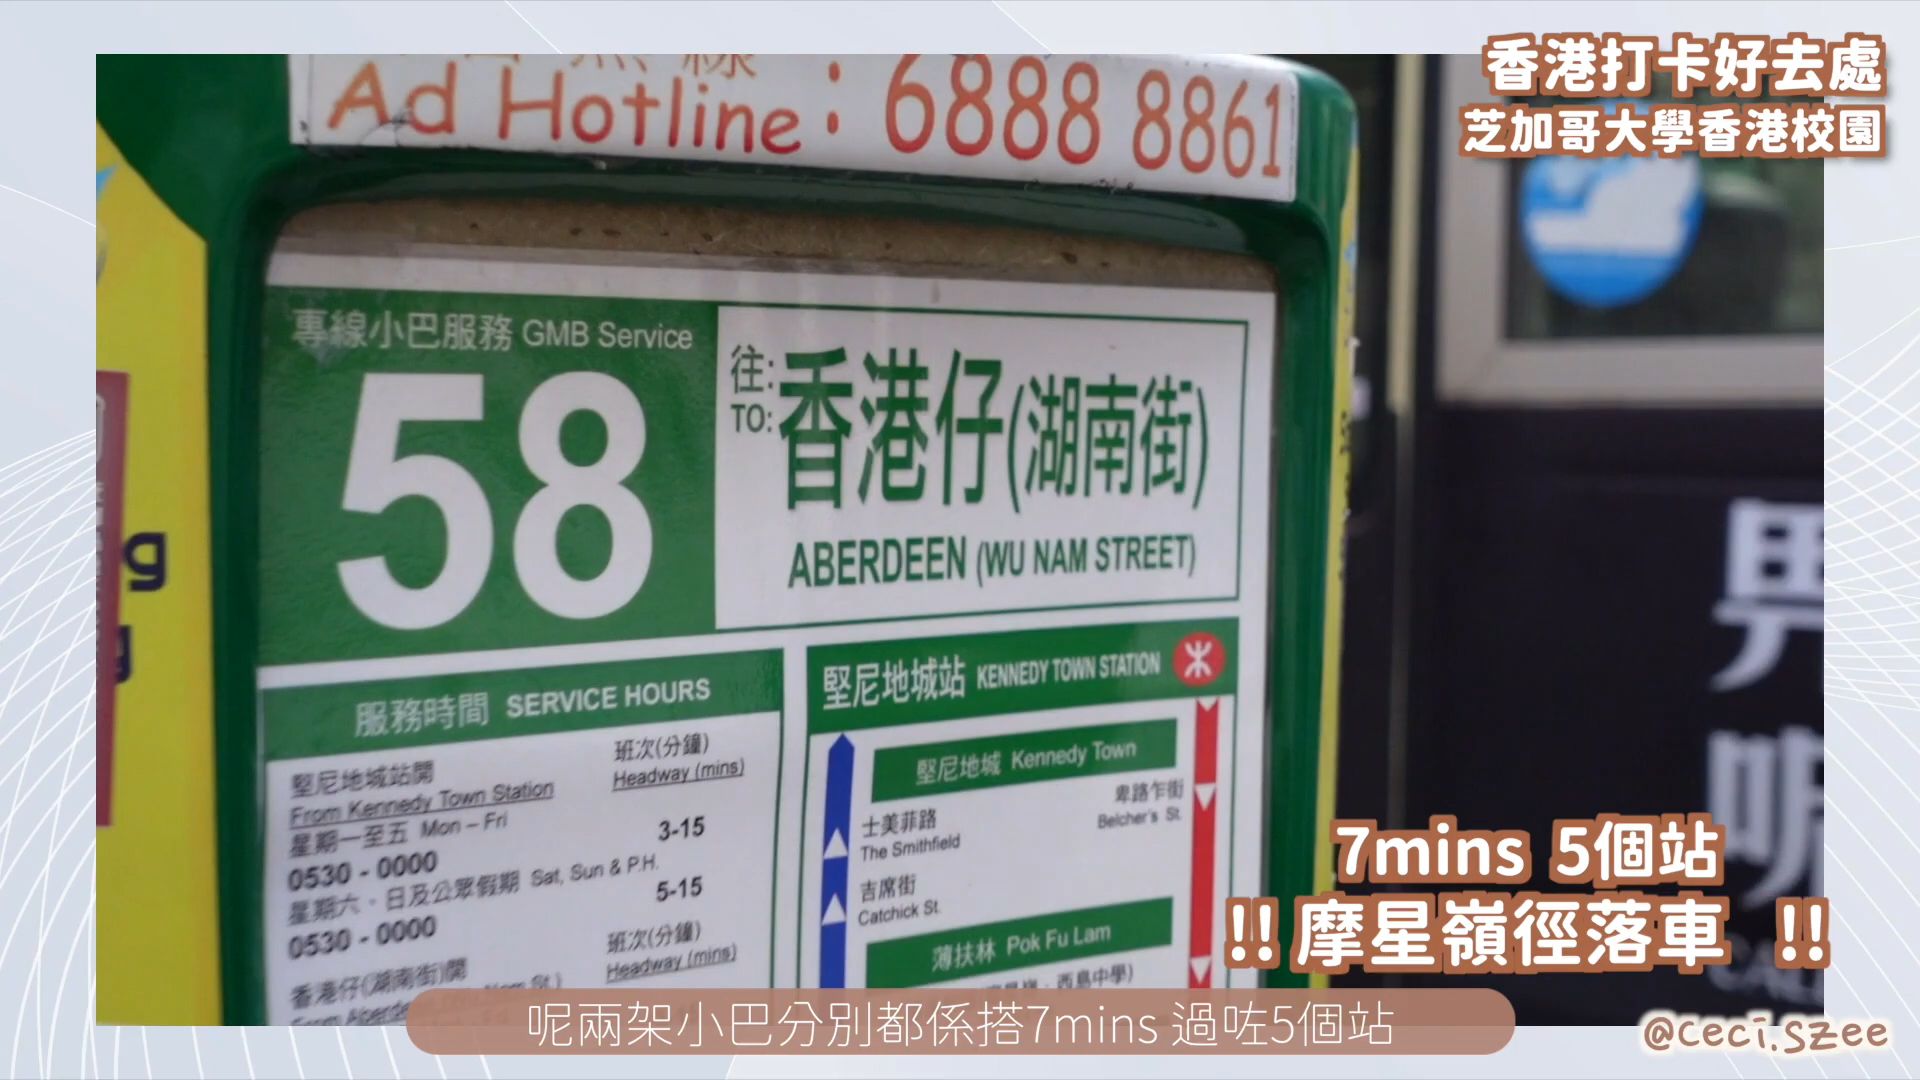 香港打卡好去處
芝加哥大學香港校園
Ad Hotline : 6888 8861
專線小巴服務 GMB Service
58
往:
TO:
香港仔(湖南街)
ABERDEEN (WU NAM STREET)
服務時間 SERVICE HOURS
堅尼地城站開
From Kennedy Town Station
班次(分鐘)
Headway (mins)
星期一至五 Mon – Fri
0530 - 0000
3-15
星期六、日及公眾假期 Sat, Sun & P.H.
0530 - 0000
5-15
香港仔(湖南街)開
班次(分鐘)
Headway (mins)
堅尼地城站 KENNEDY TOWN STATION
堅尼地城 Kennedy Town
士美菲路
The Smithfield
卑路乍街
Belcher's St.
吉席街
Catchick St.
薄扶林 Pok Fu Lam
7mins 5個站
!! 摩星嶺徑落車 !!
呢兩架小巴分別都係搭7mins 過咗5個站
@ceci.szee